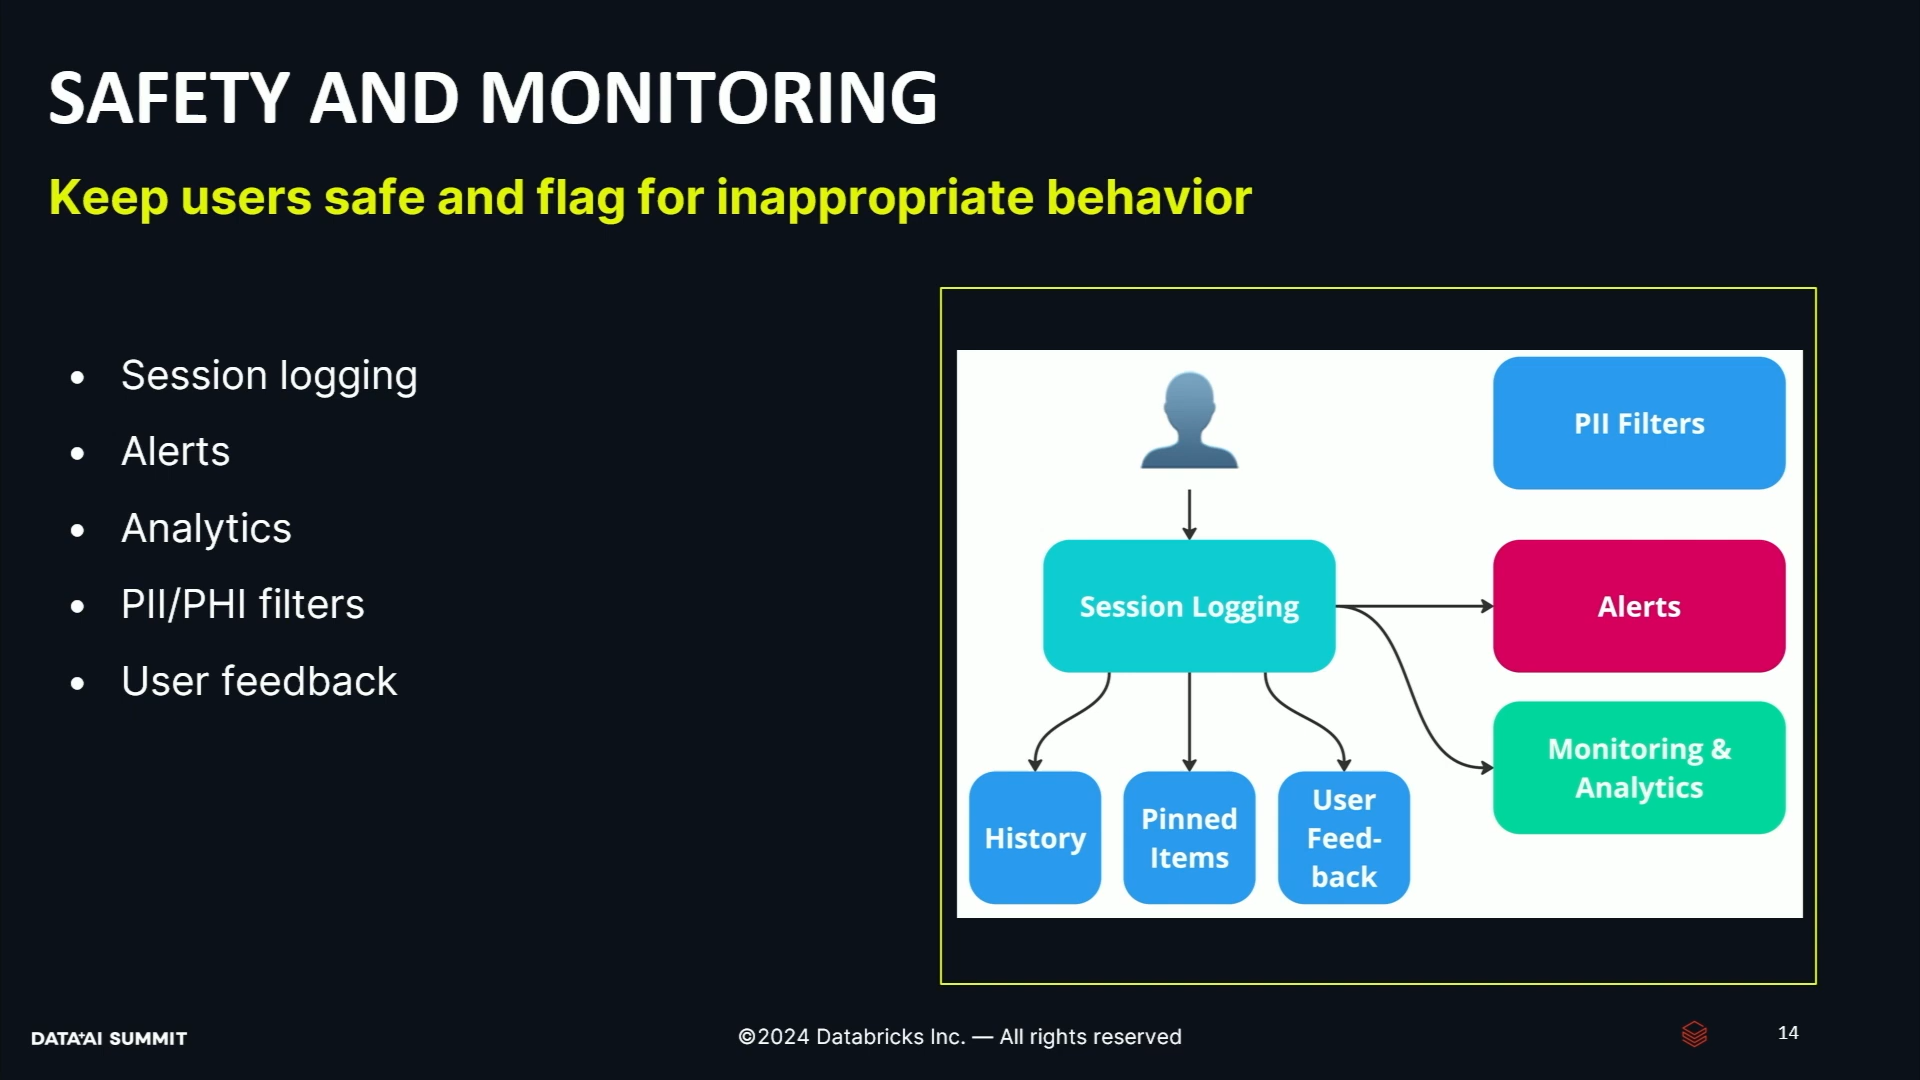 SAFETY AND MONITORING
Keep users safe and flag for inappropriate behavior
• Session logging
• Alerts
• Analytics
• PII/PHI filters
• User feedback
PII Filters
Session Logging
Alerts
Monitoring &
Analytics
History
Pinned
Items
User
Feed-
back
DATA+AI SUMMIT
©2024 Databricks Inc. — All rights reserved
14